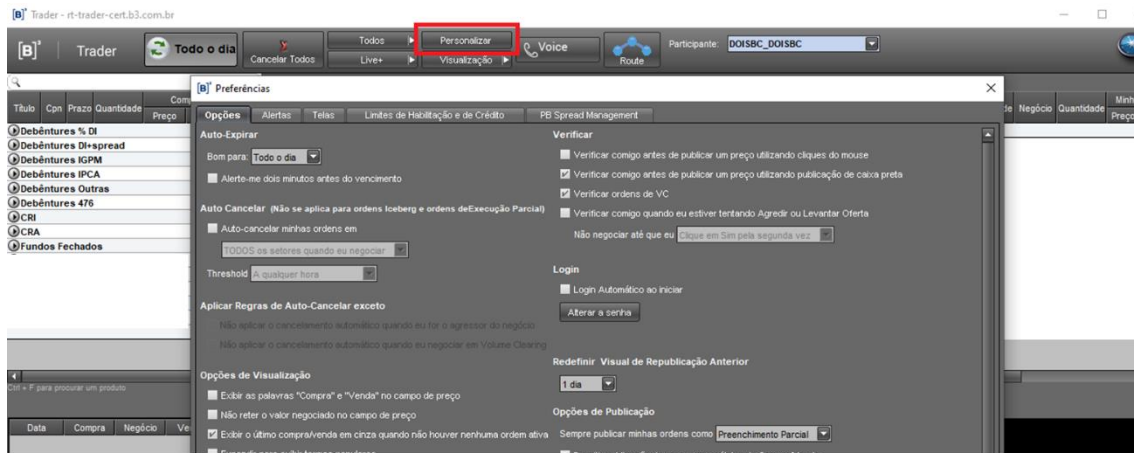 [B]³ Trader - rt-trader-cert.b3.com.br
[B]³ Trader
Todo o dia
Cancelar Todos
Todos
Live+
Personalizar
Visualização
Voice
Route
Participante: DOISBC_DOISBC
Título Cpn Prazo Quantidade
Preço
Negócio Quantidade
Preço
Debêntures % DI
Debêntures DI+spread
Debêntures IGPM
Debêntures IPCA
Debêntures Outras
Debêntures 476
CRI
CRA
Fundos Fechados
Ctrl + F para procurar um produto
Data Compra Negócio
[B]³ Preferências
Opções Alertas Telas Limites de Habilitação e de Crédito PB Spread Management
Auto-Expirar
Bom para: Todo o dia
Alerte-me dois minutos antes do vencimento
Auto Cancelar (Não se aplica para ordens Iceberg e ordens deExecução Parcial)
Auto-cancelar minhas ordens em
TODOS os setores quando eu negociar
Threshold A qualquer hora
Aplicar Regras de Auto-Cancelar exceto
Não aplicar o cancelamento automático quando eu for o agressor do negócio
Não aplicar o cancelamento automático quando eu negociar em Volume Clearing
Opções de Visualização
Exibir as palavras "Compra" e "Venda" no campo de preço
Não reter o valor negociado no campo de preço
Exibir o último compra/venda em cinza quando não houver nenhuma ordem ativa
Verificar
Verificar comigo antes de publicar um preço utilizando cliques do mouse
Verificar comigo antes de publicar um preço utilizando publicação de caixa preta
Verificar ordens de VC
Verificar comigo quando eu estiver tentando Agredir ou Levantar Oferta
Não negociar até que eu Clique em Sim pela segunda vez
Login
Login Automático ao iniciar
Alterar a senha
Redefinir Visual de Republicação Anterior
1 dia
Opções de Publicação
Sempre publicar minhas ordens como Preenchimento Parcial